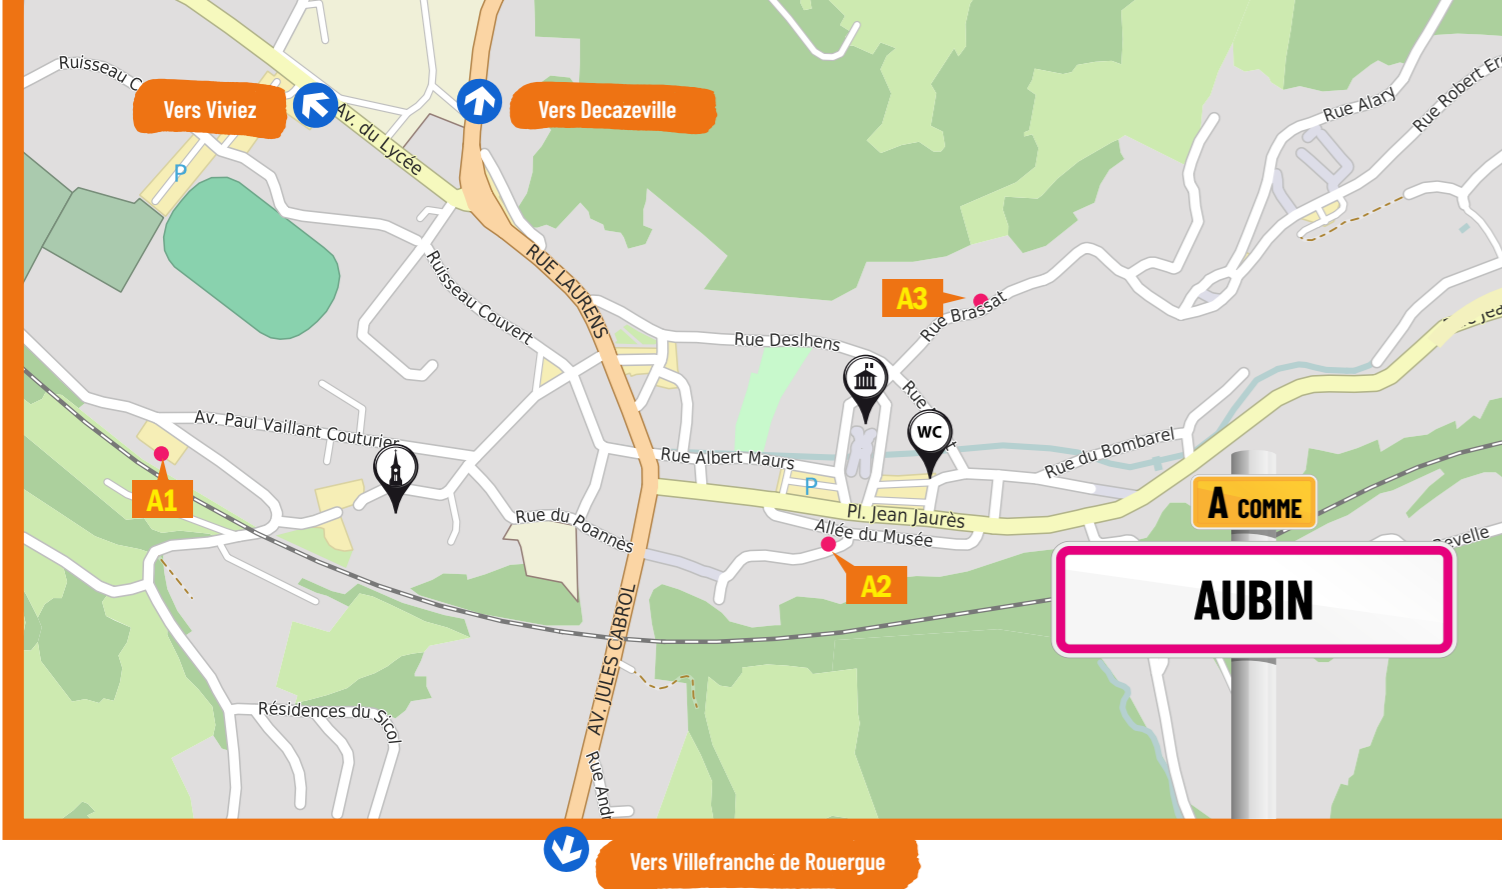 Ruisseau C
Vers Viviez
Vers Decazeville
Av. du Lycée
P
Rue Alary
Rue Robert Er
RUE LAURENS
Ruisseau Couvert
A3
Rue Brassat
Rue Deslhens
Rue
WC
Av. Paul Vaillant Couturier
Rue Albert Maurs
Rue du Bombarel
P
A1
Pl. Jean Jaurès
Rue du Poannès
Allée du Musée
A2
A COMME
AUBIN
AV. JULES CABROL
Résidences du Sicol
Rue Andr
Vers Villefranche de Rouergue